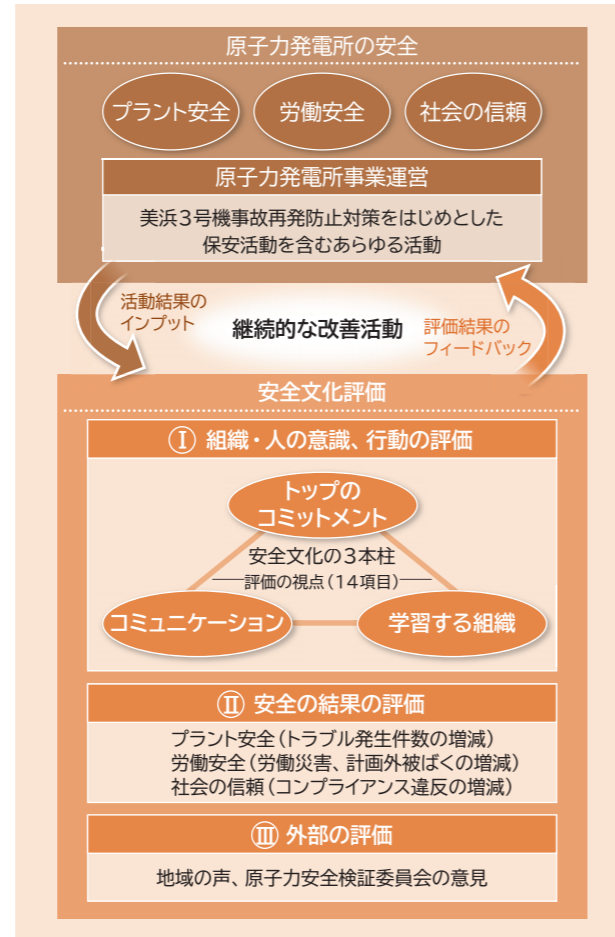 原子力発電所の安全
プラント安全
労働安全
社会の信頼
原子力発電所事業運営
美浜3号機事故再発防止対策をはじめとした
保安活動を含むあらゆる活動
活動結果の
インプット
継続的な改善活動
評価結果の
フィードバック
安全文化評価
Ⅰ 組織・人の意識、行動の評価
トップの
コミットメント
安全文化の3本柱
評価の視点(14項目)
コミュニケーション
学習する組織
Ⅱ 安全の結果の評価
プラント安全(トラブル発生件数の増減)
労働安全(労働災害、計画外被ばくの増減)
社会の信頼(コンプライアンス違反の増減)
Ⅲ 外部の評価
地域の声、原子力安全検証委員会の意見